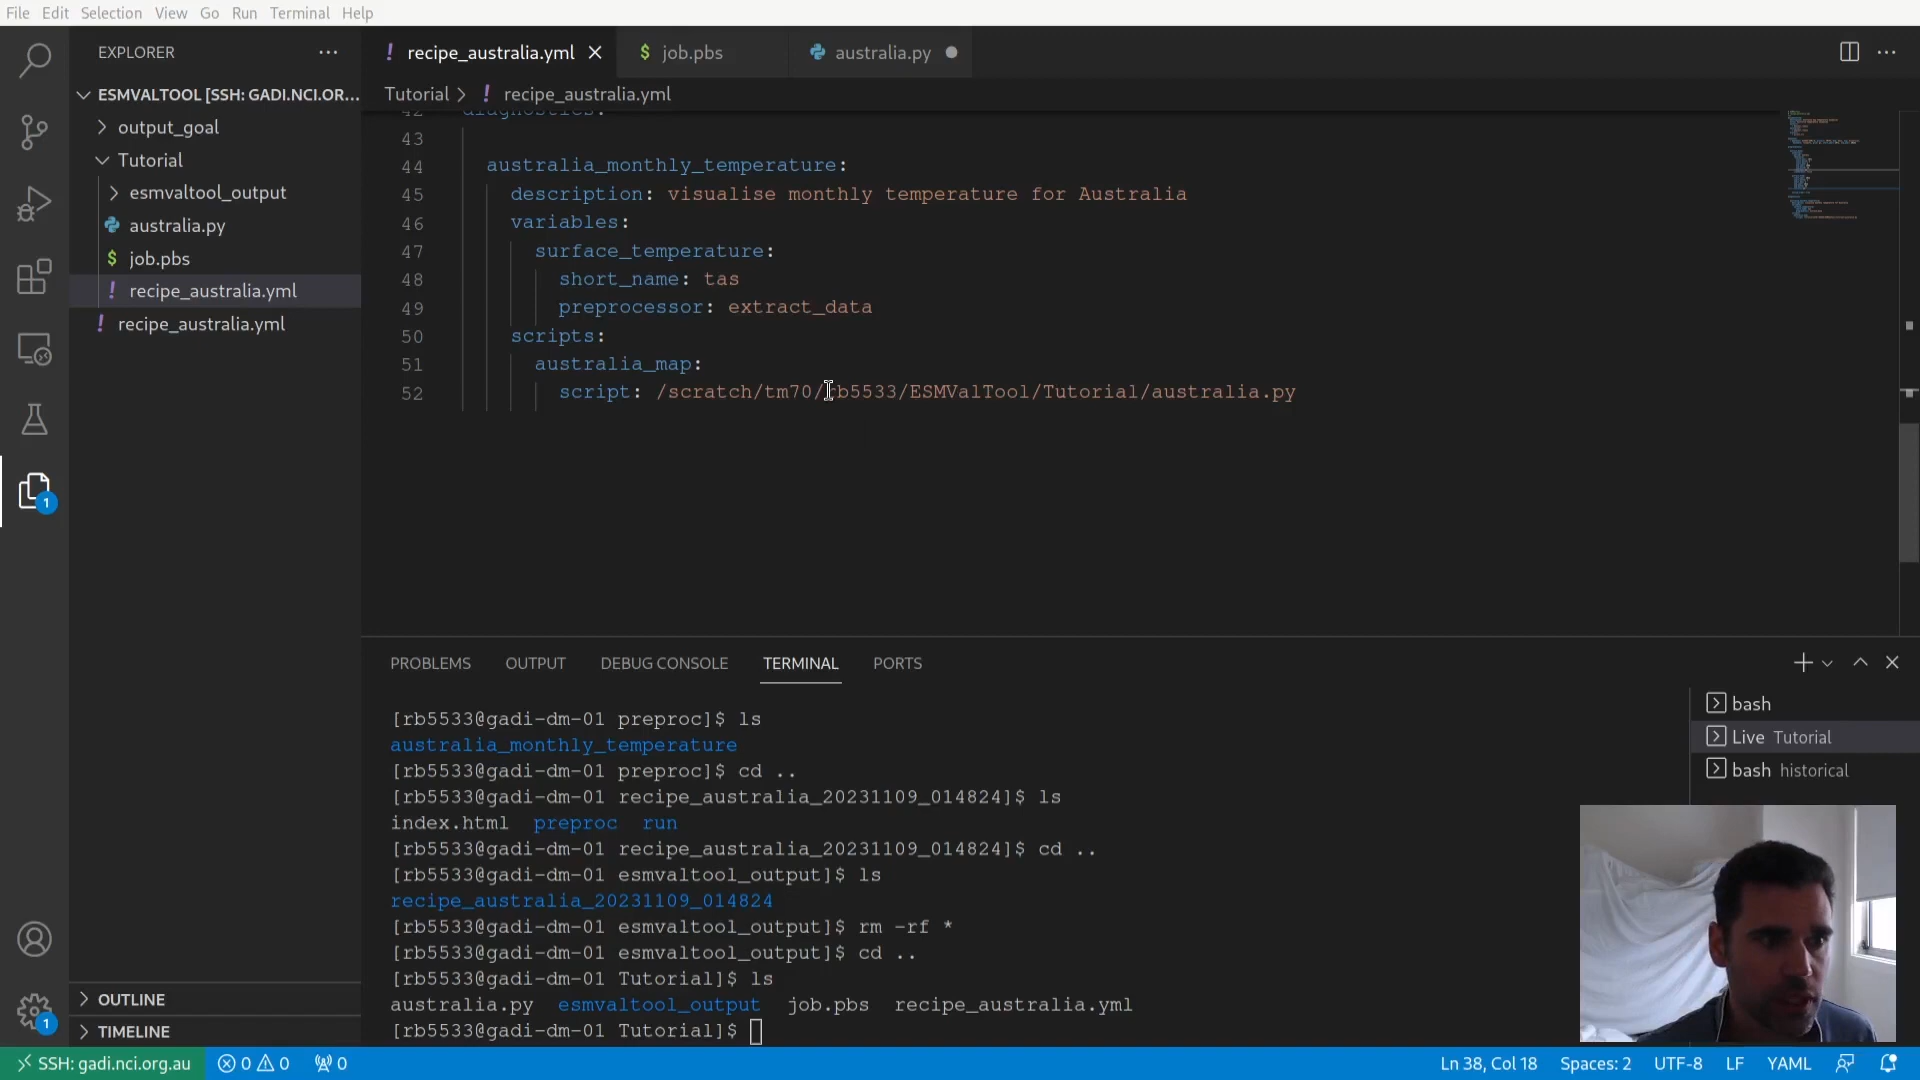 File Edit Selection View Go Run Terminal Help
EXPLORER
ESMVALTOOL [SSH: GADI.NCI.OR...
output_goal
Tutorial
esmvaltool_output
australia.py
job.pbs
recipe_australia.yml
recipe_australia.yml
OUTLINE
TIMELINE
1
1
recipe_australia.yml
job.pbs
australia.py
Tutorial > recipe_australia.yml
42 diagnostics:
43
44 australia_monthly_temperature:
45 description: visualise monthly temperature for Australia
46 variables:
47 surface_temperature:
48 short_name: tas
49 preprocessor: extract_data
50 scripts:
51 australia_map:
52 script: /scratch/tm70/rb5533/ESMValTool/Tutorial/australia.py
PROBLEMS OUTPUT DEBUG CONSOLE TERMINAL PORTS
[rb5533@gadi-dm-01 preproc]$ ls
australia_monthly_temperature
[rb5533@gadi-dm-01 preproc]$ cd ..
[rb5533@gadi-dm-01 recipe_australia_20231109_014824]$ ls
index.html preproc run
[rb5533@gadi-dm-01 recipe_australia_20231109_014824]$ cd ..
[rb5533@gadi-dm-01 esmvaltool_output]$ ls
recipe_australia_20231109_014824
[rb5533@gadi-dm-01 esmvaltool_output]$ rm -rf *
[rb5533@gadi-dm-01 esmvaltool_output]$ cd ..
[rb5533@gadi-dm-01 Tutorial]$ ls
australia.py esmvaltool_output job.pbs recipe_australia.yml
[rb5533@gadi-dm-01 Tutorial]$
bash
Live Tutorial
bash historical
SSH: gadi.nci.org.au 0 0 0 Ln 38, Col 18 Spaces: 2 UTF-8 LF YAML